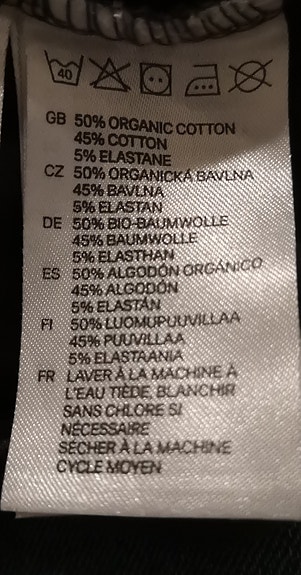 40
GB 50% ORGANIC COTTON
45% COTTON
5% ELASTANE
CZ 50% ORGANICKÁ BAVLNA
45% BAVLNA
5% ELASTAN
DE 50% BIO-BAUMWOLLE
45% BAUMWOLLE
5% ELASTHAN
ES 50% ALGODÓN ORGÁNICO
45% ALGODÓN
5% ELASTÁN
FI 50% LUOMUPUUVILLAA
45% PUUVILLAA
5% ELASTAANIA
FR LAVER À LA MACHINE À
L'EAU TIÈDE, BLANCHIR
SANS CHLORE SI
NÉCESSAIRE
SÉCHER À LA MACHINE
CYCLE MOYEN